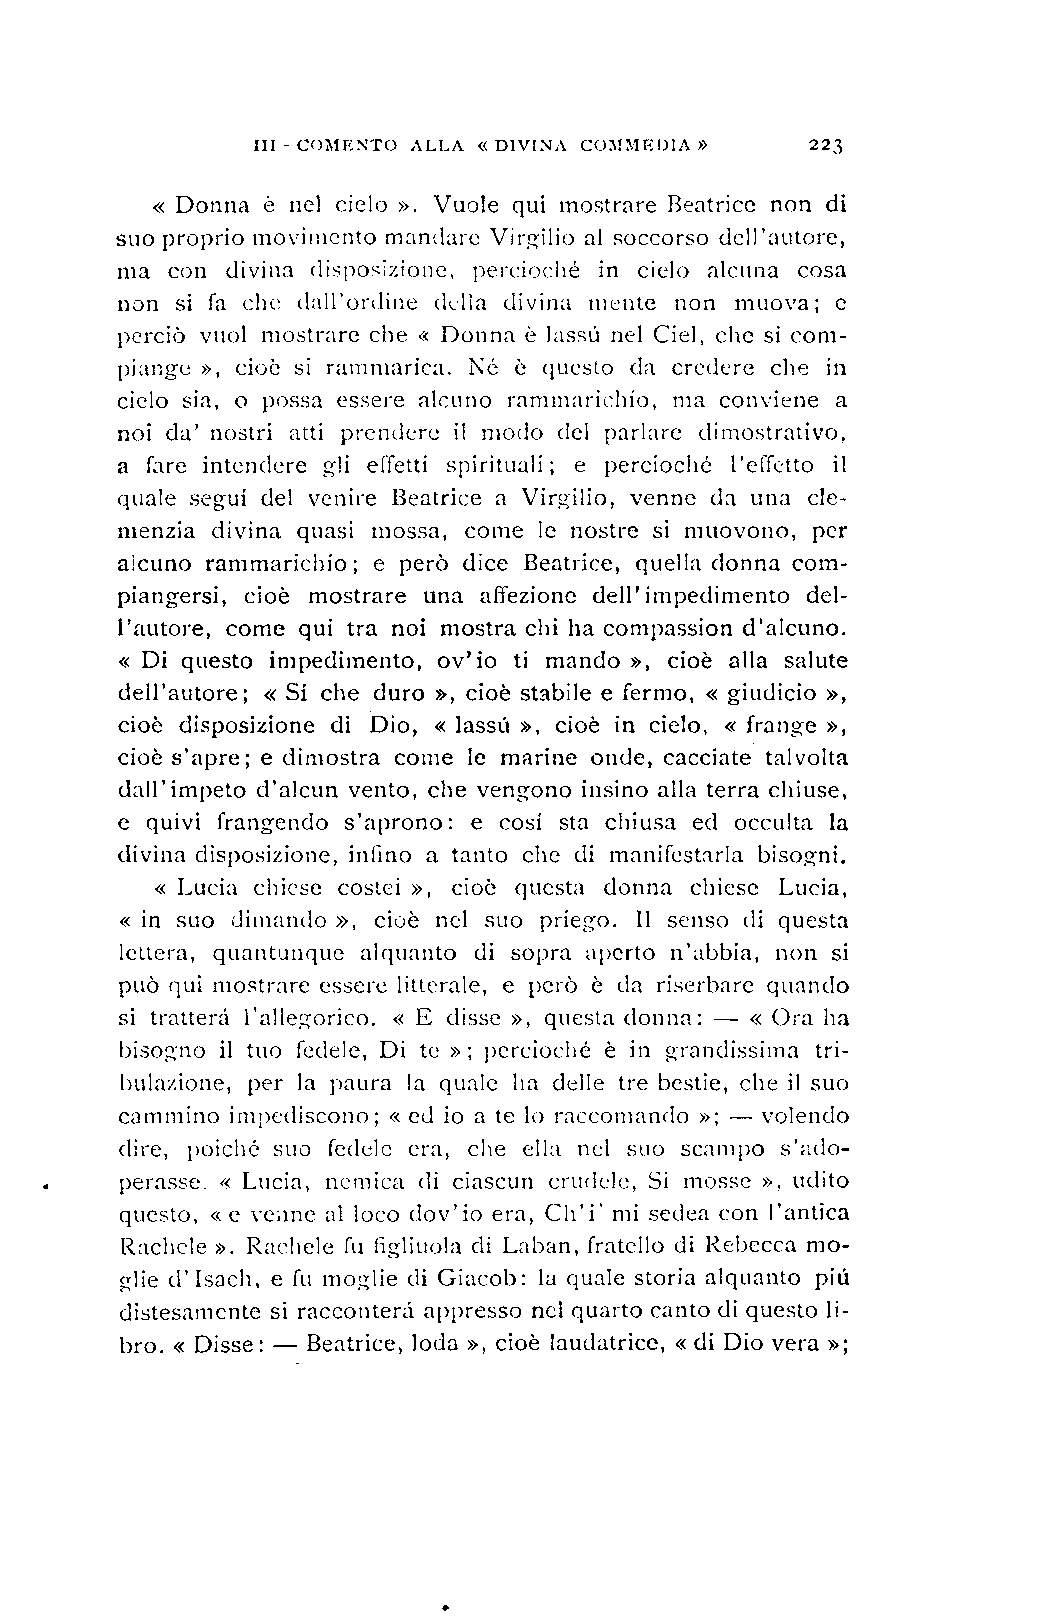 III - COMENTO ALLA « DIVINA COMMEDIA » 223
« Donna è nel cielo ». Vuole qui mostrare Beatrice non di
suo proprio movimento mandare Virgilio al soccorso dell'autore,
ma con divina disposizione, percioché in cielo alcuna cosa
non si fa che dall'ordine della divina mente non muova; e
perciò vuol mostrare che « Donna è lassú nel Ciel, che si com-
piange », cioè si rammarica. Né è questo da credere che in
cielo sia, o possa essere alcuno rammarichío, ma conviene a
noi da' nostri atti prendere il modo del parlare dimostrativo,
a fare intendere gli effetti spirituali; e percioché l'effetto il
quale seguí del venire Beatrice a Virgilio, venne da una cle-
menzia divina quasi mossa, come le nostre si muovono, per
alcuno rammarichio; e però dice Beatrice, quella donna com-
piangersi, cioè mostrare una affezione dell'impedimento del-
l'autore, come qui tra noi mostra chi ha compassion d'alcuno.
« Di questo impedimento, ov'io ti mando », cioè alla salute
dell'autore; « Sí che duro », cioè stabile e fermo, « giudicio »,
cioè disposizione di Dio, « lassú », cioè in cielo, « frange »,
cioè s'apre; e dimostra come le marine onde, cacciate talvolta
dall'impeto d'alcun vento, che vengono insino alla terra chiuse,
e quivi frangendo s'aprono: e cosí sta chiusa ed occulta la
divina disposizione, infino a tanto che di manifestarla bisogni.
« Lucia chiese costei », cioè questa donna chiese Lucia,
« in suo dimando », cioè nel suo priego. Il senso di questa
lettera, quantunque alquanto di sopra aperto n'abbia, non si
può qui mostrare essere litterale, e però è da riserbare quando
si tratterá l'allegorico. « E disse », questa donna: — « Ora ha
bisogno il tuo fedele, Di te »; percioché è in grandissima tri-
bulazione, per la paura la quale ha delle tre bestie, che il suo
cammino impediscono; « ed io a te lo raccomando »; — volendo
dire, poiché suo fedele era, che ella nel suo scampo s'ado-
perasse. « Lucia, nemica di ciascun crudele, Si mosse », udito
questo, « e venne al loco dov'io era, Ch'i' mi sedea con l'antica
Rachele ». Rachele fu figliuola di Laban, fratello di Rebecca mo-
glie d'Isach, e fu moglie di Giacob: la quale storia alquanto piú
distesamente si racconterá appresso nel quarto canto di questo li-
bro. « Disse: — Beatrice, loda », cioè laudatrice, « di Dio vera »;